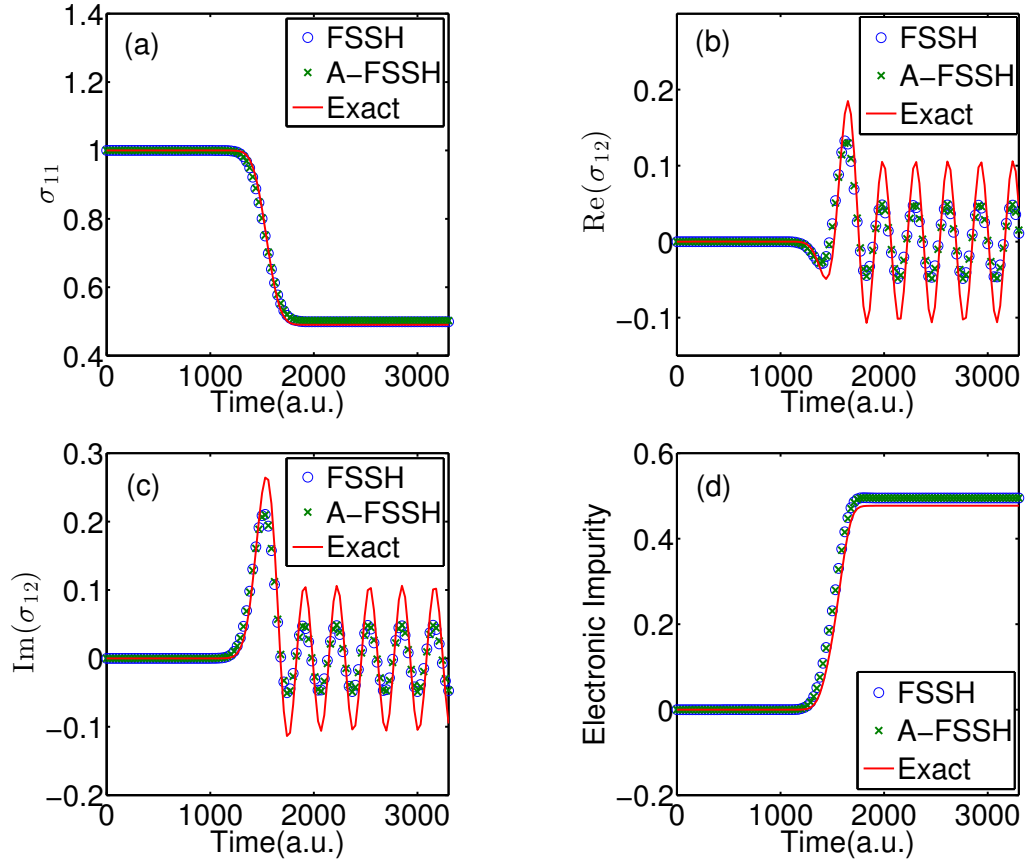 (a)
FSSH
A-FSSH
Exact
1.4
1.2
1
0.8
0.6
0.4
σ11
0
1000
2000
3000
Time(a.u.)
(b)
FSSH
A-FSSH
Exact
0.2
0.1
0
-0.1
Re(σ12)
0
1000
2000
3000
Time(a.u.)
(c)
FSSH
A-FSSH
Exact
0.3
0.2
0.1
0
-0.1
-0.2
Im(σ12)
0
1000
2000
3000
Time(a.u.)
(d)
FSSH
A-FSSH
Exact
0.6
0.4
0.2
0
-0.2
Electronic Impurity
0
1000
2000
3000
Time(a.u.)